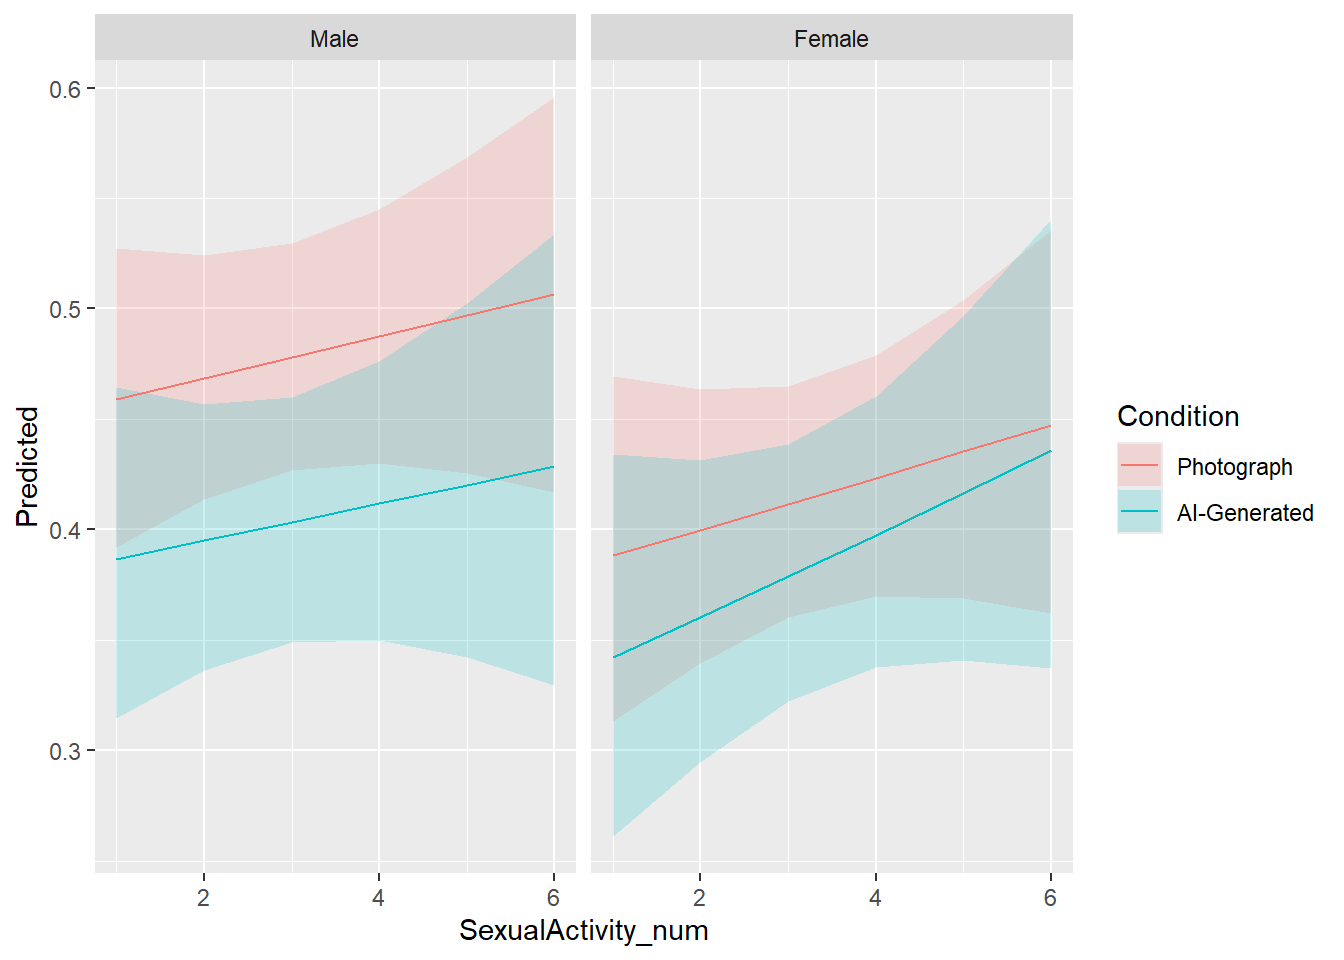 Male
Female
0.6
0.5
0.4
0.3
Predicted
2
4
6
2
4
6
SexualActivity_num
Condition
Photograph
AI-Generated